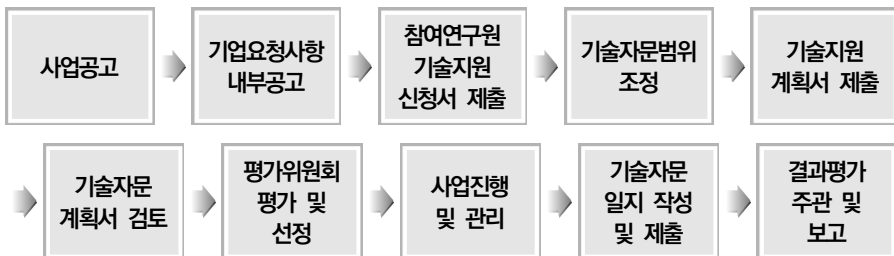 사업공고
기업요청사항
내부공고
참여연구원
기술지원
신청서 제출
기술자문범위
조정
기술지원
계획서 제출
기술자문
계획서 검토
평가위원회
평가 및
선정
사업진행
및 관리
기술자문
일지 작성
및 제출
결과평가
주관 및
보고